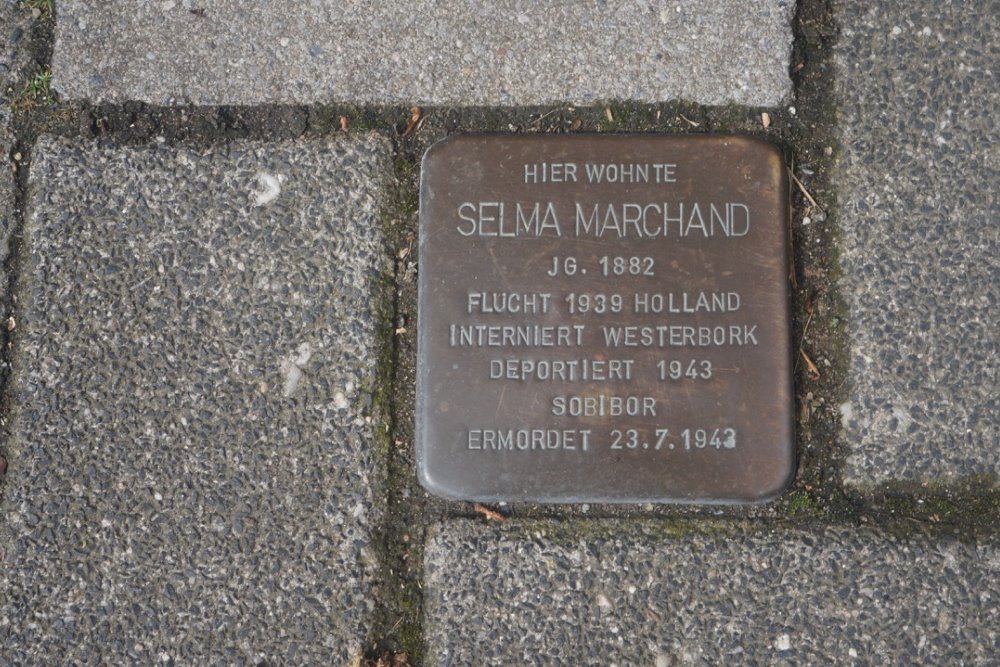 HIER WOHNTE
SELMA MARCHAND
JG. 1882
FLUCHT 1939 HOLLAND
INTERNIERT WESTERBORK
DEPORTIERT 1943
SOBIBOR
ERMORDET 23.7.1943